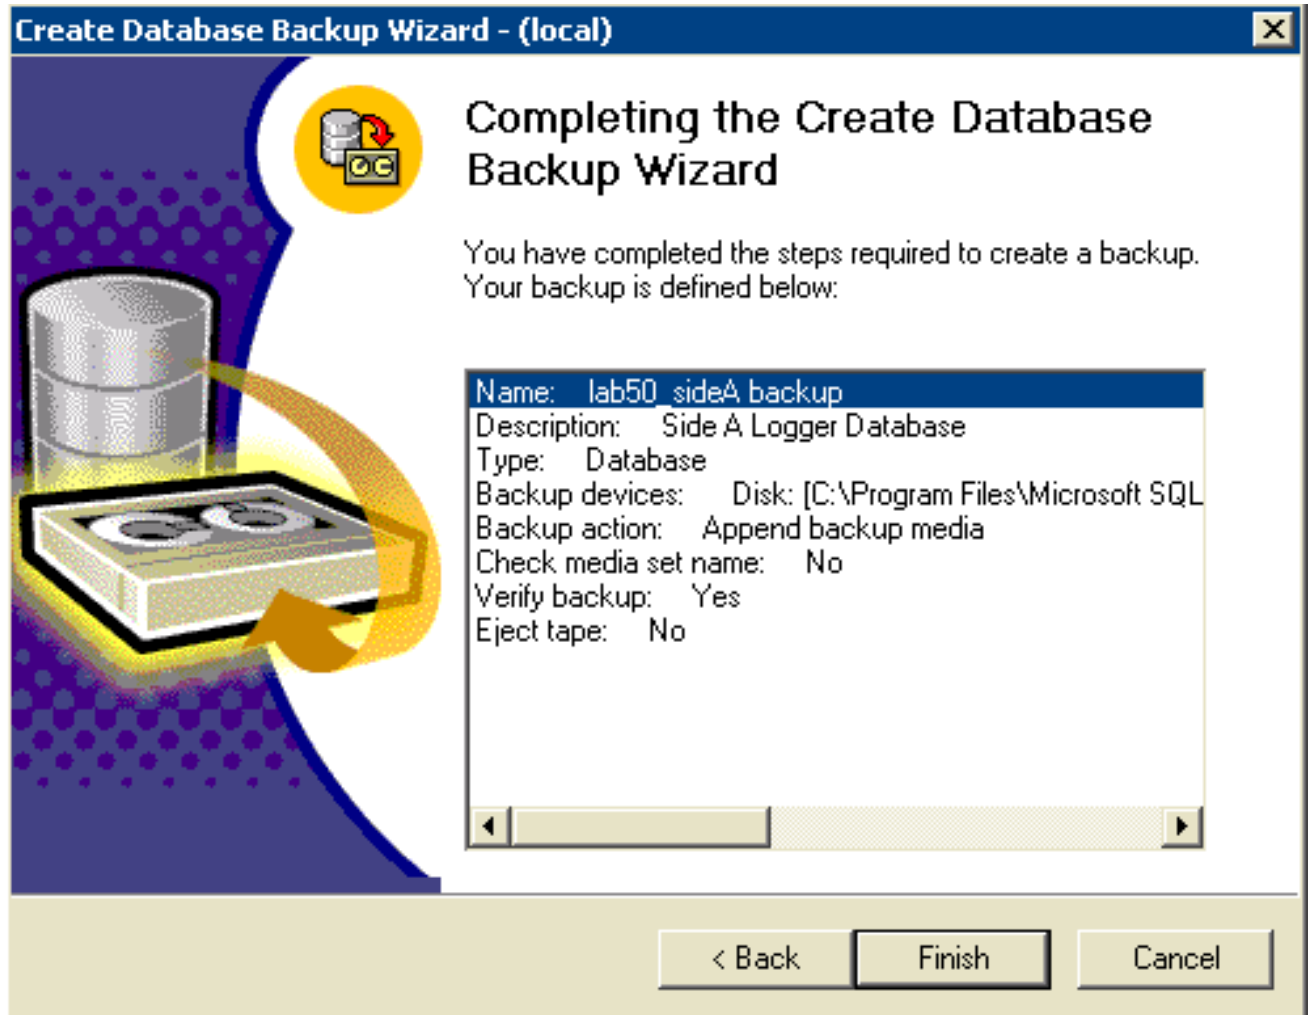 Create Database Backup Wizard - (local)
Completing the Create Database
Backup Wizard
You have completed the steps required to create a backup.
Your backup is defined below:
Name: lab50_sideA backup
Description: Side A Logger Database
Type: Database
Backup devices: Disk: [C:\Program Files\Microsoft SQL
Backup action: Append backup media
Check media set name: No
Verify backup: Yes
Eject tape: No
< Back
Finish
Cancel